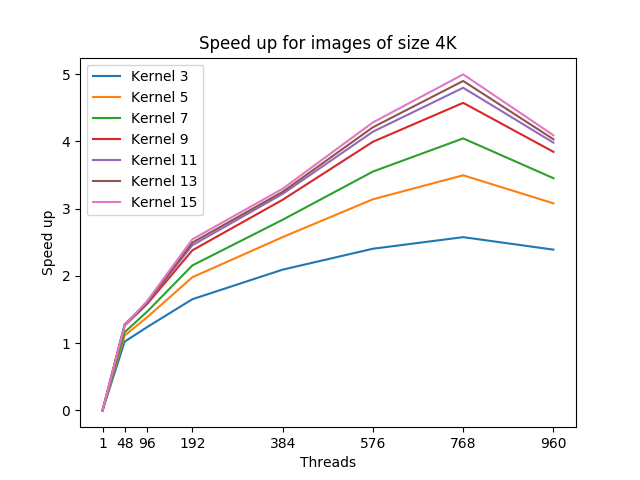 Speed up for images of size 4K
Kernel 3
Kernel 5
Kernel 7
Kernel 9
Kernel 11
Kernel 13
Kernel 15
5
4
3
2
1
0
Speed up
1 48 96 192 384 576 768 960
Threads